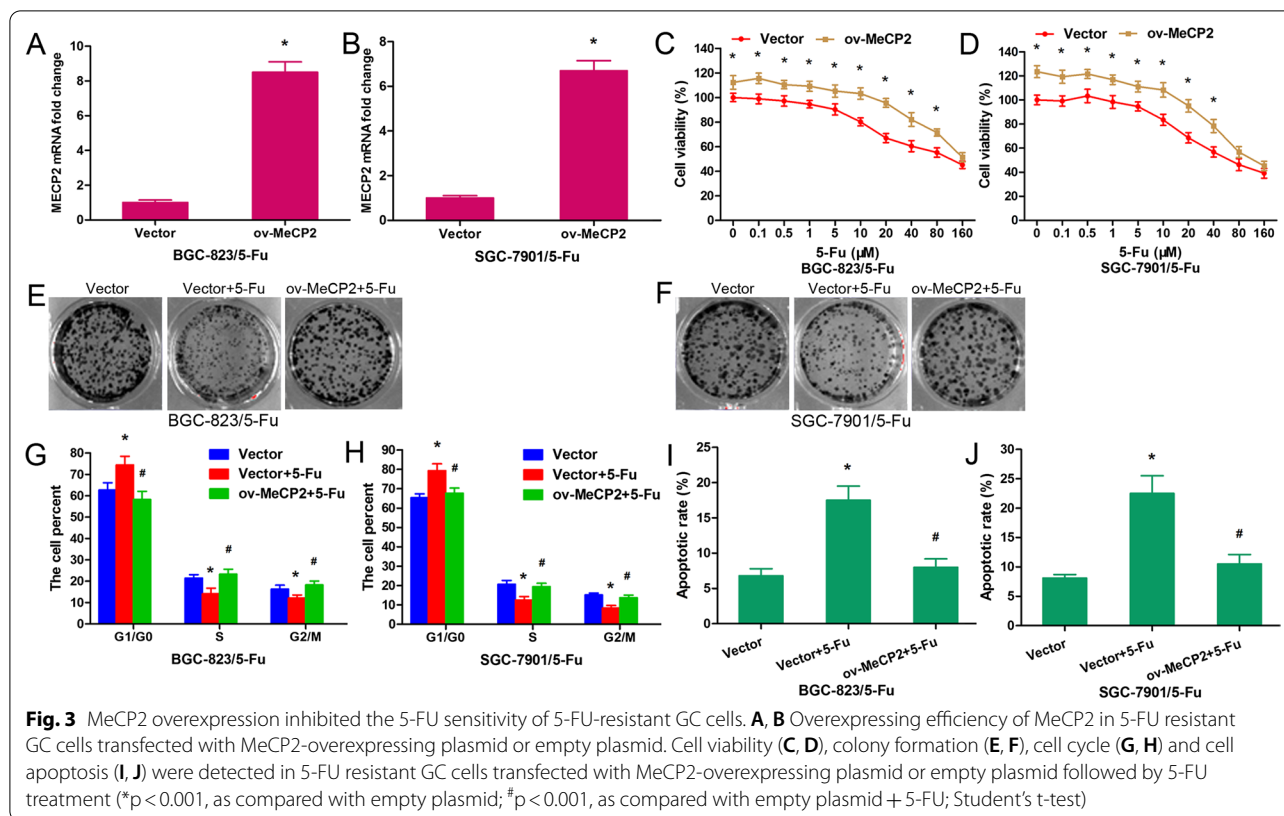 A
MECP2 mRNA fold change
10
8
6
4
2
0
*
Vector
ov-MeCP2
BGC-823/5-Fu
B
MECP2 mRNA fold change
8
6
4
2
0
*
Vector
ov-MeCP2
SGC-7901/5-Fu
C
Vector
ov-MeCP2
Cell viability (%)
140
120
100
80
60
40
20
0
* * * * * * * * *
0 0.1 0.5 1 5 10 20 40 80 160
5-Fu (μM)
BGC-823/5-Fu
D
Vector
ov-MeCP2
Cell viability (%)
140
120
100
80
60
40
20
0
* * * * * * * *
0 0.1 0.5 1 5 10 20 40 80 160
5-Fu (μM)
SGC-7901/5-Fu
E
Vector
Vector+5-Fu
ov-MeCP2+5-Fu
BGC-823/5-Fu
F
Vector
Vector+5-Fu
ov-MeCP2+5-Fu
SGC-7901/5-Fu
G
The cell percent
80
70
60
50
40
30
20
10
0
Vector
Vector+5-Fu
ov-MeCP2+5-Fu
* #
* #
* #
G1/G0 S G2/M
BGC-823/5-Fu
H
The cell percent
90
80
70
60
50
40
30
20
10
0
Vector
Vector+5-Fu
ov-MeCP2+5-Fu
* #
* #
* #
G1/G0 S G2/M
SGC-7901/5-Fu
I
Apoptotic rate (%)
25
20
15
10
5
0
*
#
Vector
Vector+5-Fu
ov-MeCP2+5-Fu
BGC-823/5-Fu
J
Apoptotic rate (%)
30
25
20
15
10
5
0
*
#
Vector
Vector+5-Fu
ov-MeCP2+5-Fu
SGC-7901/5-Fu
Fig. 3 MeCP2 overexpression inhibited the 5-FU sensitivity of 5-FU-resistant GC cells. A, B Overexpressing efficiency of MeCP2 in 5-FU resistant
GC cells transfected with MeCP2-overexpressing plasmid or empty plasmid. Cell viability (C, D), colony formation (E, F), cell cycle (G, H) and cell
apoptosis (I, J) were detected in 5-FU resistant GC cells transfected with MeCP2-overexpressing plasmid or empty plasmid followed by 5-FU
treatment (*p < 0.001, as compared with empty plasmid; #p < 0.001, as compared with empty plasmid + 5-FU; Student's t-test)